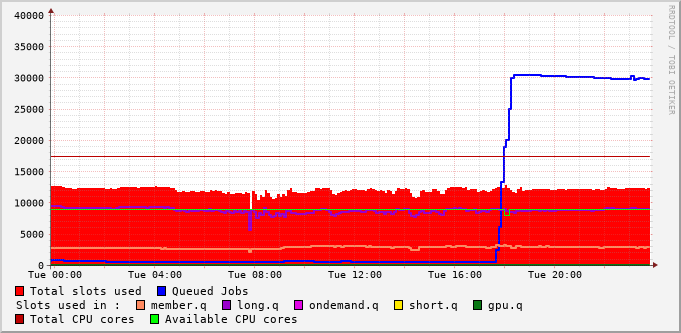 RRDTOOL / TOBI OETIKER
40000
35000
30000
25000
20000
15000
10000
5000
0
Tue 00:00 Tue 04:00 Tue 08:00 Tue 12:00 Tue 16:00 Tue 20:00
Total slots used Queued Jobs
Slots used in : member.q long.q ondemand.q short.q gpu.q
Total CPU cores Available CPU cores